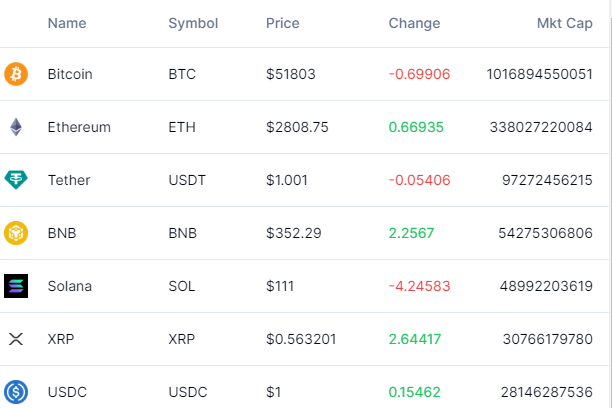 Name Symbol Price Change Mkt Cap
Bitcoin BTC $51803 -0.69906 1016894550051
Ethereum ETH $2808.75 0.66935 338027220084
Tether USDT $1.001 -0.05406 97272456215
BNB BNB $352.29 2.2567 54275306806
Solana SOL $111 -4.24583 48992203619
XRP XRP $0.563201 2.64417 30766179780
USDC USDC $1 0.15462 28146287536